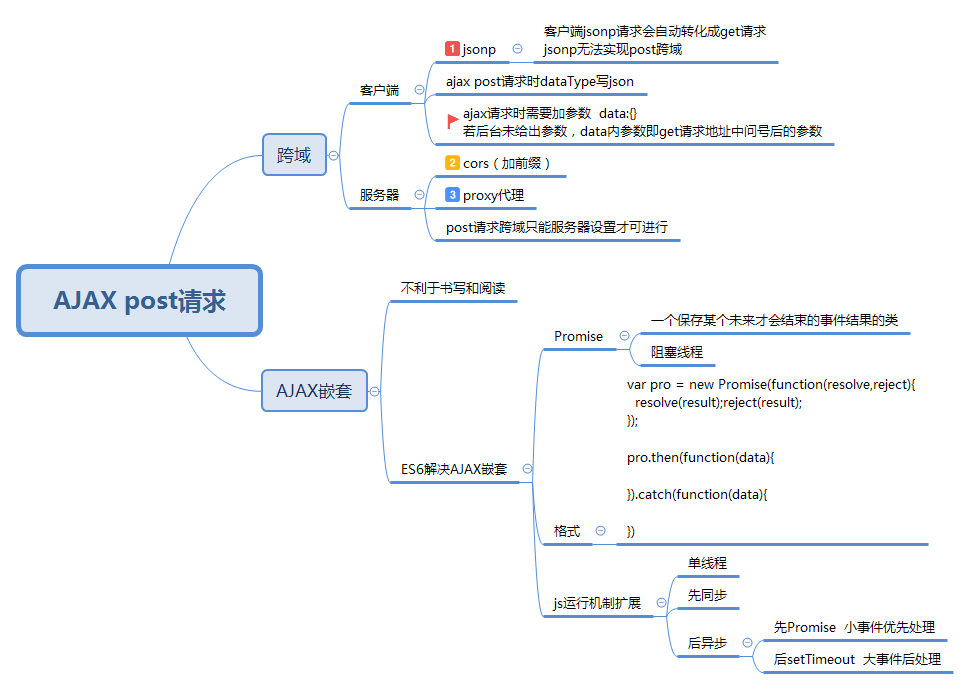 AJAX post请求
跨域
客户端
1 jsonp
客户端jsonp请求会自动转化成get请求
jsonp无法实现post跨域
ajax post请求时dataType写json
ajax请求时需要加参数 data:{}
若后台未给出参数，data内参数即get请求地址中问号后的参数
服务器
2 cors（加前缀）
3 proxy代理
post请求跨域只能服务器设置才可进行
AJAX嵌套
不利于书写和阅读
ES6解决AJAX嵌套
Promise
一个保存某个未来才会结束的事件结果的类
阻塞线程
格式
var pro = new Promise(function(resolve,reject){
resolve(result);reject(result);
});
pro.then(function(data){
}).catch(function(data){
})
js运行机制扩展
单线程
先同步
后异步
先Promise 小事件优先处理
后setTimeout 大事件后处理